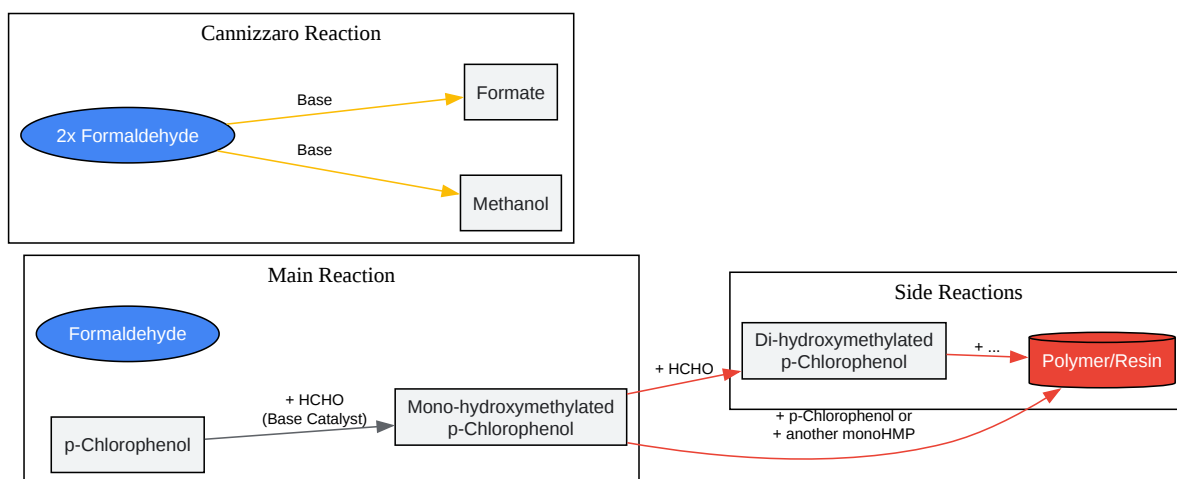 Cannizzaro Reaction
2x Formaldehyde
Base
Base
Formate
Methanol
Main Reaction
Formaldehyde
p-Chlorophenol
+ HCHO
(Base Catalyst)
Mono-hydroxymethylated
p-Chlorophenol
+ HCHO
+ p-Chlorophenol or
+ another monoHMP
Side Reactions
Di-hydroxymethylated
p-Chlorophenol
+ ...
Polymer/Resin